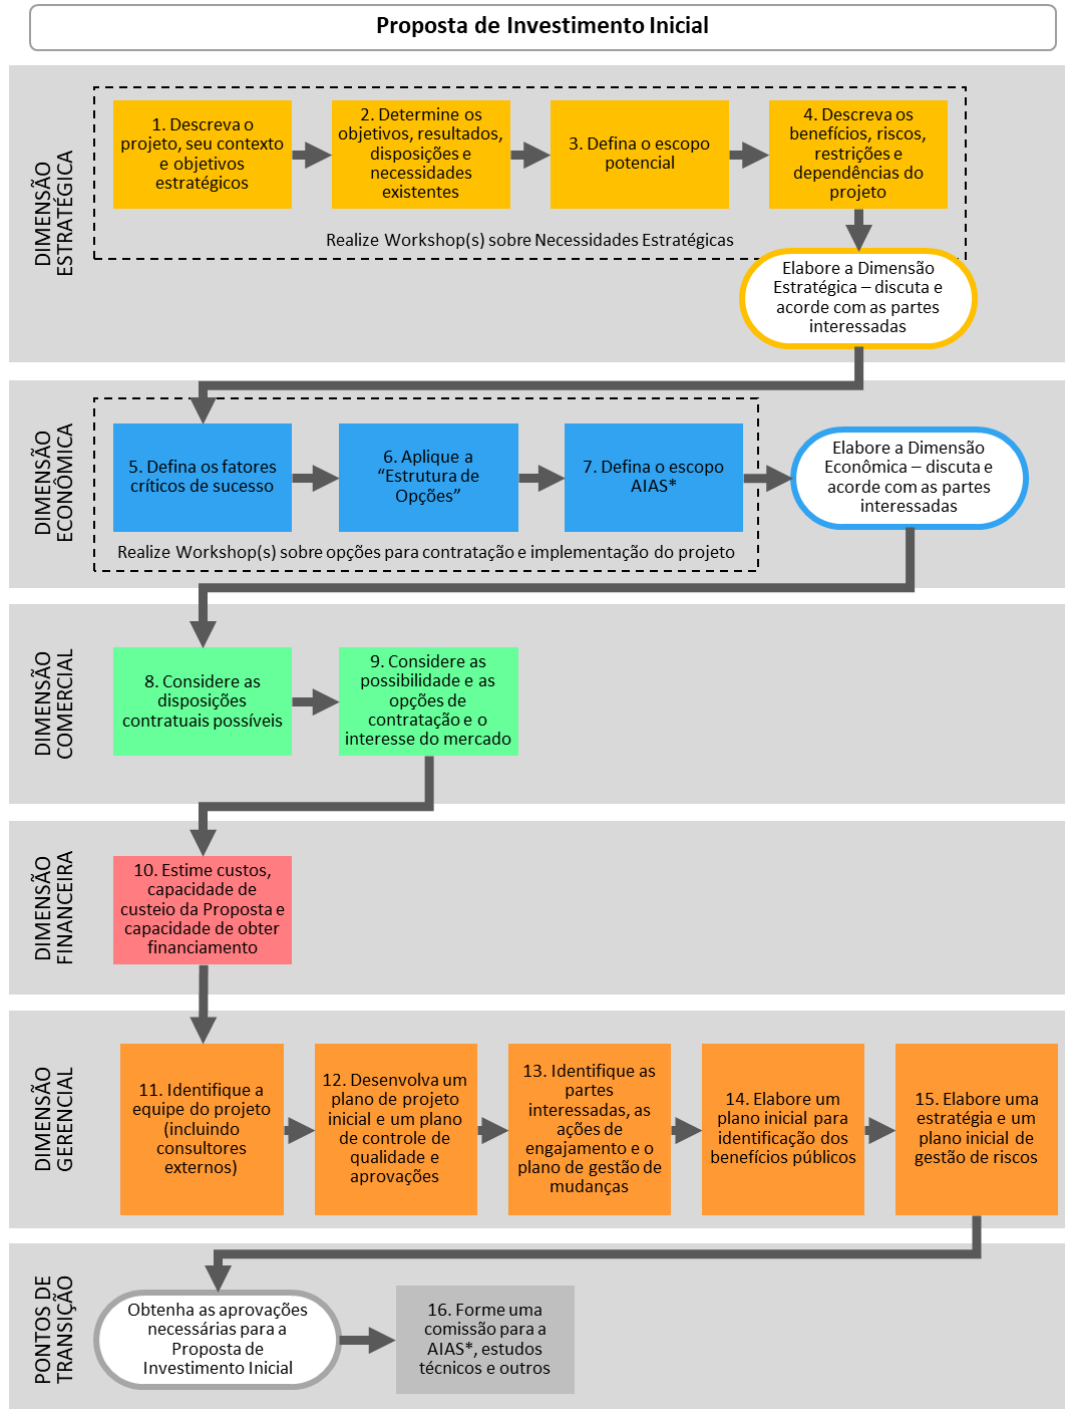 Proposta de Investimento Inicial
DIMENSÃO
ESTRATÉGICA
1. Descreva o
projeto, seu contexto
e objetivos
estratégicos
2. Determine os
objetivos, resultados,
disposições e
necessidades
existentes
3. Defina o escopo
potencial
4. Descreva os
benefícios, riscos,
restrições e
dependências do
projeto
Realize Workshop(s) sobre Necessidades Estratégicas
Elabore a Dimensão
Estratégica – discuta e
acorde com as partes
interessadas
DIMENSÃO
ECONÔMICA
5. Defina os fatores
críticos de sucesso
6. Aplique a
“Estrutura de
Opções”
7. Defina o escopo
AIAS*
Realize Workshop(s) sobre opções para contratação e implementação do projeto
Elabore a Dimensão
Econômica – discuta e
acorde com as partes
interessadas
DIMENSÃO
COMERCIAL
8. Considere as
disposições
contratuais possíveis
9. Considere as
possibilidade e as
opções de
contratação e o
interesse do mercado
DIMENSÃO
FINANCEIRA
10. Estime custos,
capacidade de
custeio da Proposta e
capacidade de obter
financiamento
DIMENSÃO
GERENCIAL
11. Identifique a
equipe do projeto
(incluindo
consultores
externos)
12. Desenvolva um
plano de projeto
inicial e um plano
de controle de
qualidade e
aprovações
13. Identifique as
partes
interessadas, as
ações de
engajamento e o
plano de gestão de
mudanças
14. Elabore um
plano inicial para
identificação dos
benefícios públicos
15. Elabore uma
estratégia e um
plano inicial de
gestão de riscos
PONTOS DE
TRANSIÇÃO
Obtenha as aprovações
necessárias para a
Proposta de
Investimento Inicial
16. Forme uma
comissão para a
AIAS*, estudos
técnicos e outros